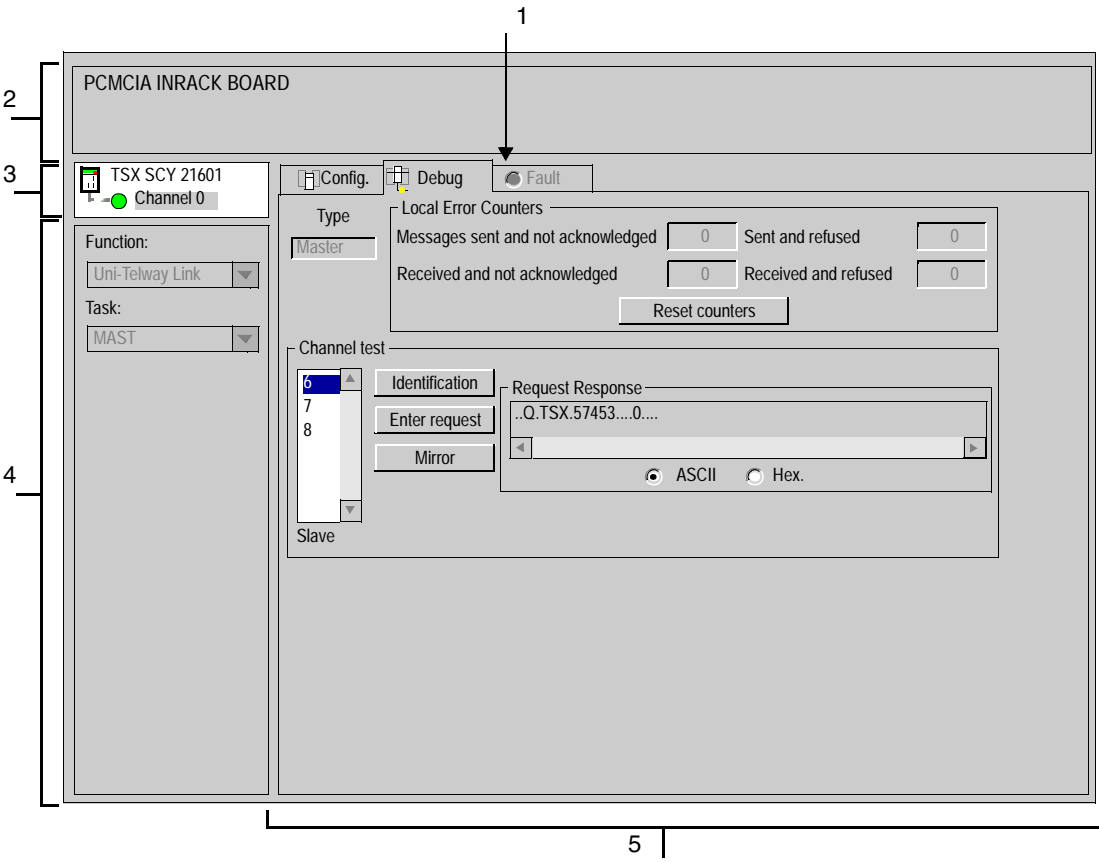 1
2
PCMCIA INRACK BOARD
3
TSX SCY 21601
Channel 0
Config.
Debug
Fault
4
Function:
Uni-Telway Link
Task:
MAST
Type
Master
Local Error Counters
Messages sent and not acknowledged 0 Sent and refused 0
Received and not acknowledged 0 Received and refused 0
Reset counters
Channel test
6
7
8
Slave
Identification
Enter request
Mirror
Request Response
..Q.TSX.57453....0....
ASCII Hex.
5